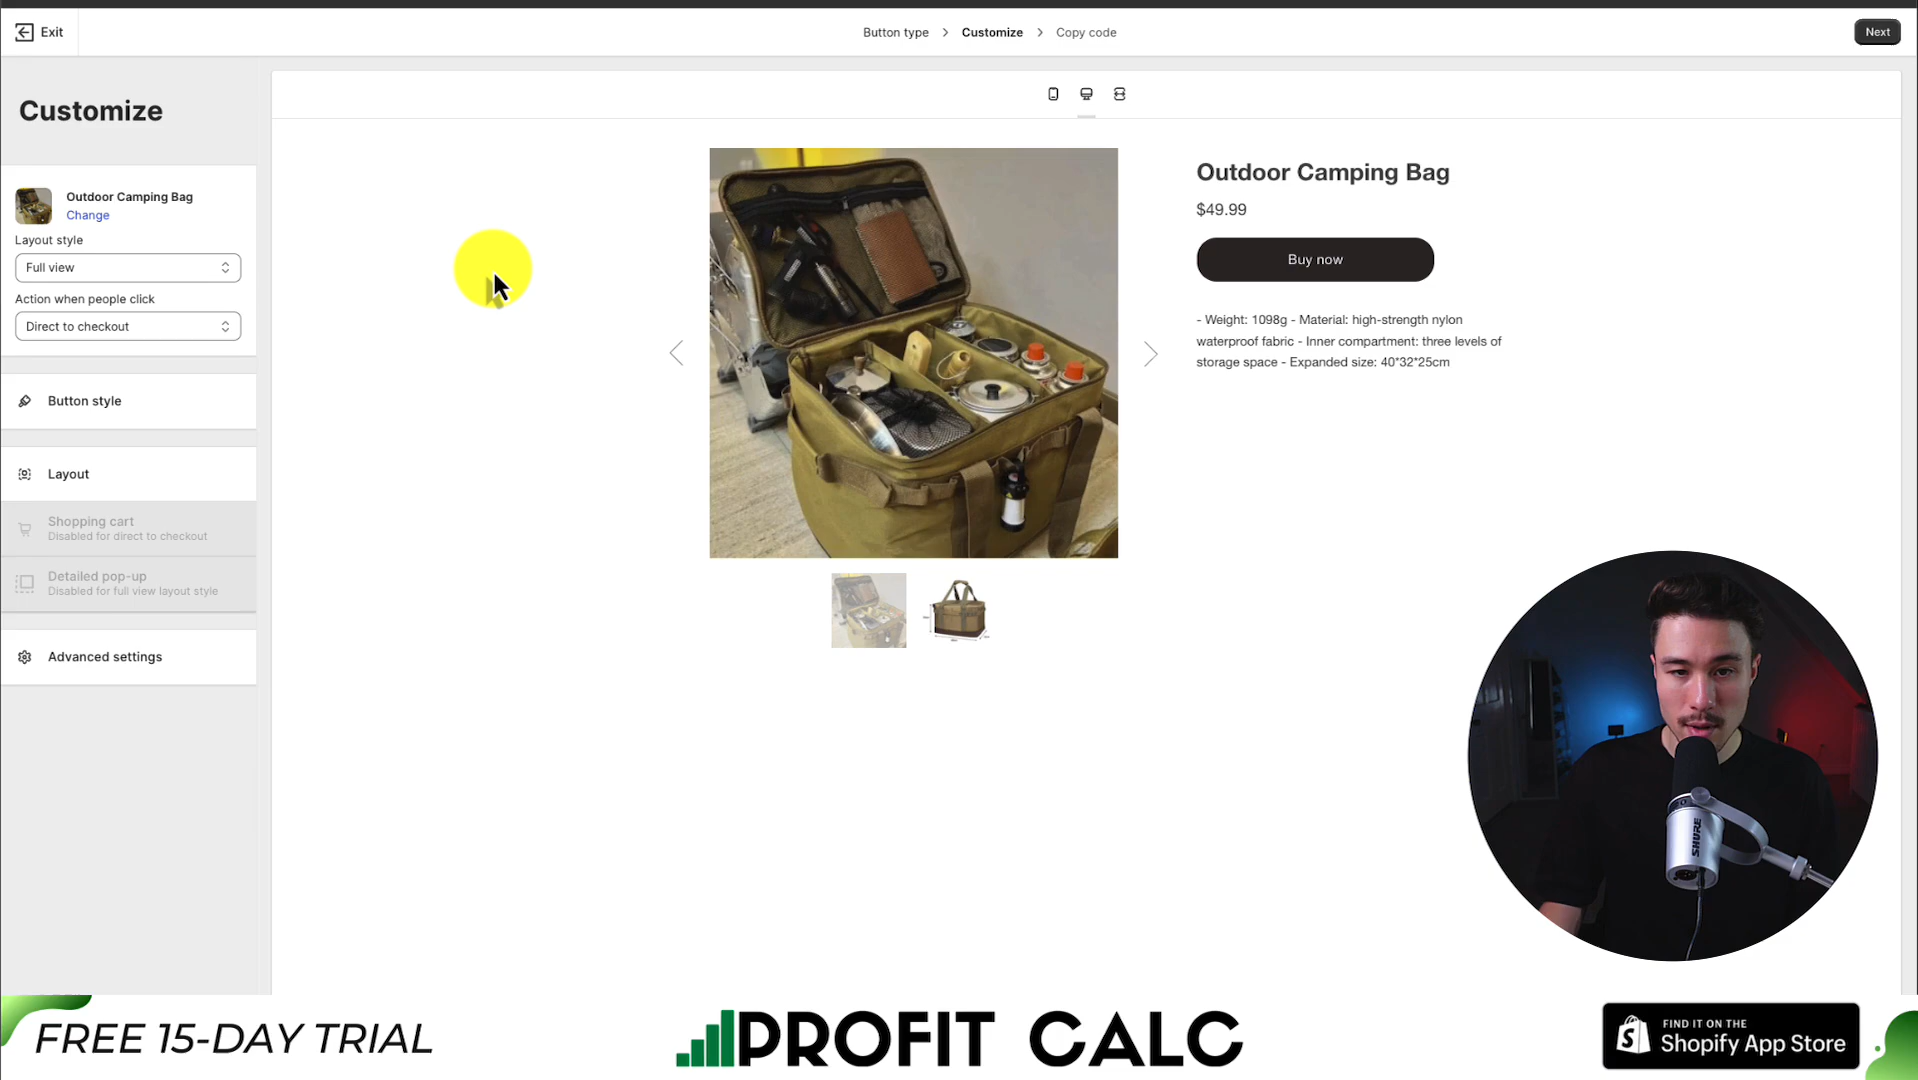 Exit
Button type
Customize
Copy code
Next
Customize
Outdoor Camping Bag
Change
Layout style
Full view
Action when people click
Direct to checkout
Button style
Layout
Shopping cart
Disabled for direct to checkout
Detailed pop-up
Disabled for full view layout style
Advanced settings
Outdoor Camping Bag
$49.99
Buy now
- Weight: 1098g - Material: high-strength nylon
waterproof fabric - Inner compartment: three levels of
storage space - Expanded size: 40*32*25cm
SHURE
FREE 15-DAY TRIAL
PROFIT CALC
FIND IT ON THE
Shopify App Store